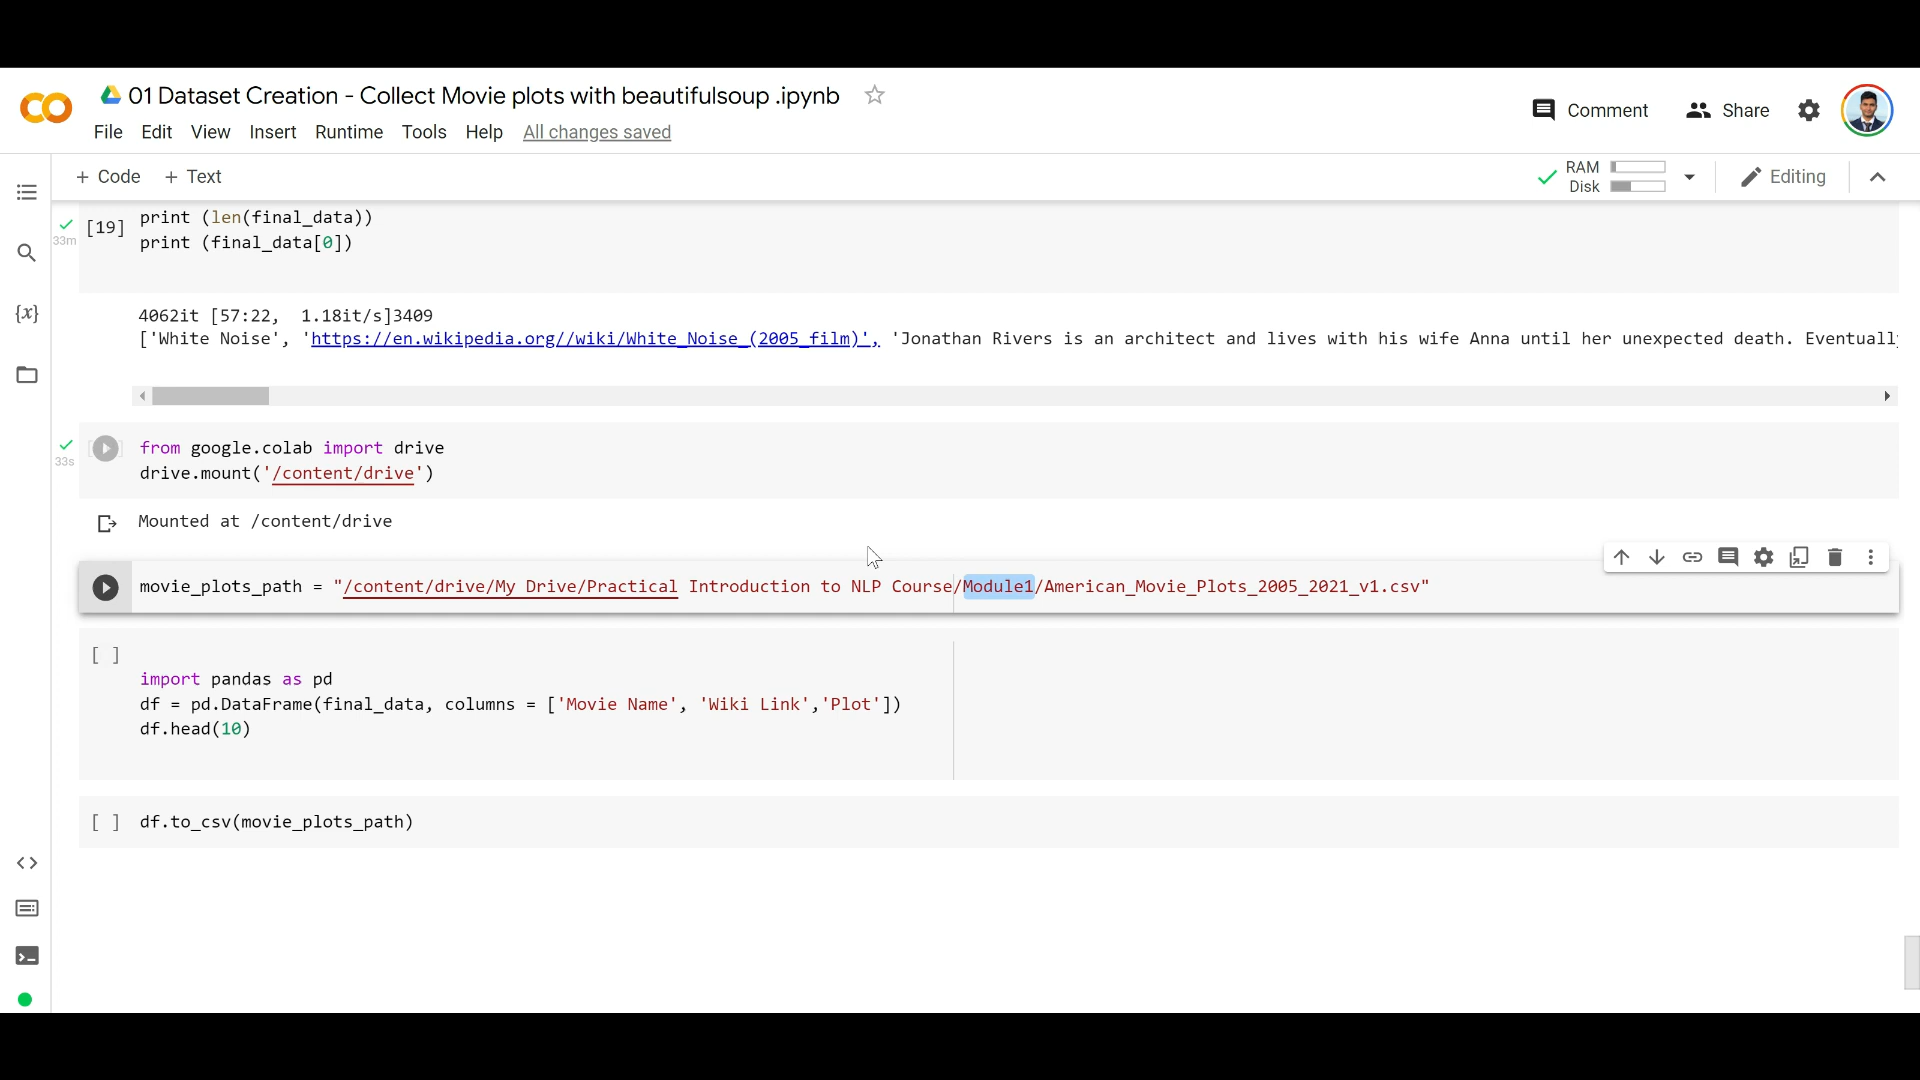 01 Dataset Creation - Collect Movie plots with beautifulsoup .ipynb
Comment
Share
File Edit View Insert Runtime Tools Help All changes saved
+ Code + Text
RAM
Disk
Editing
33m
[19]
print (len(final_data))
print (final_data[0])
4062it [57:22, 1.18it/s]3409
['White Noise', 'https://en.wikipedia.org//wiki/White_Noise_(2005_film)', 'Jonathan Rivers is an architect and lives with his wife Anna until her unexpected death. Eventuall
33s
from google.colab import drive
drive.mount('/content/drive')
Mounted at /content/drive
movie_plots_path = "/content/drive/My Drive/Practical Introduction to NLP Course/Module1/American_Movie_Plots_2005_2021_v1.csv"
[ ]
import pandas as pd
df = pd.DataFrame(final_data, columns = ['Movie Name', 'Wiki Link','Plot'])
df.head(10)
[ ] df.to_csv(movie_plots_path)